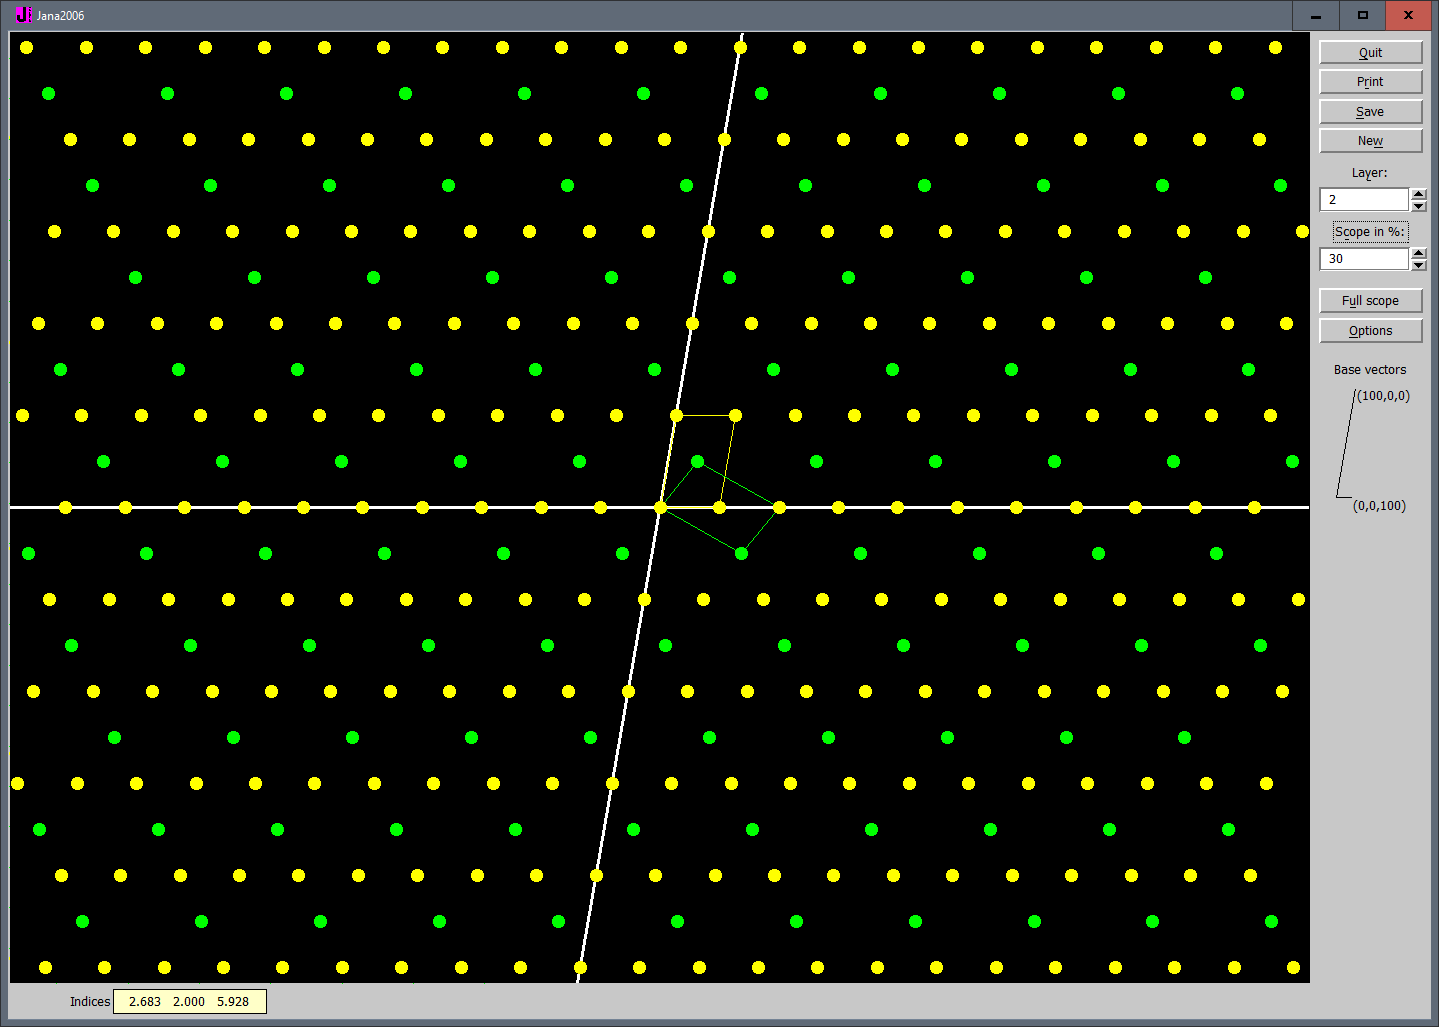 Jana2006
Quit
Print
Save
New
Layer:
2
Scope in %:
30
Full scope
Options
Base vectors
(100,0,0)
(0,0,100)
Indices 2.683 2.000 5.928